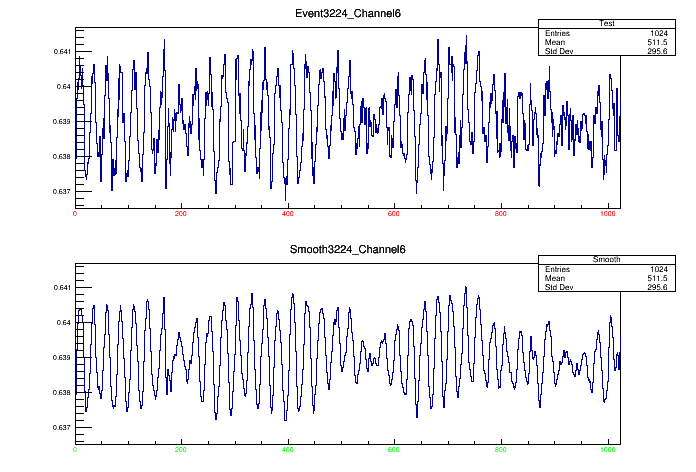 Event3224_Channel6
Test
Entries 1024
Mean 511.5
Std Dev 295.6
0.641
0.64
0.639
0.638
0.637
0 200 400 600 800 1000
Smooth3224_Channel6
Smooth
Entries 1024
Mean 511.5
Std Dev 295.6
0.641
0.64
0.639
0.638
0.637
0 200 400 600 800 1000